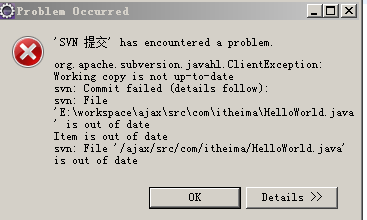 Problem Occurred
'SVN 提交' has encountered a problem.
org.apache.subversion.javahl.ClientException:
Working copy is not up-to-date
svn: Commit failed (details follow):
svn: File
'E:\workspace\ajax\src\com\itheima\HelloWorld.java
' is out of date
Item is out of date
svn: File '/ajax/src/com/itheima/HelloWorld.java'
is out of date
OK
Details >>